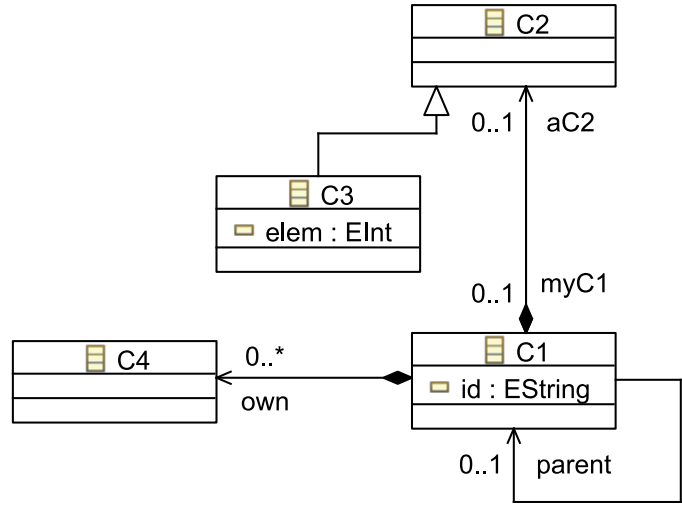 C2
0..1 aC2
C3
elem : EInt
0..1 myC1
C4
0..*
own
C1
id : EString
0..1 parent